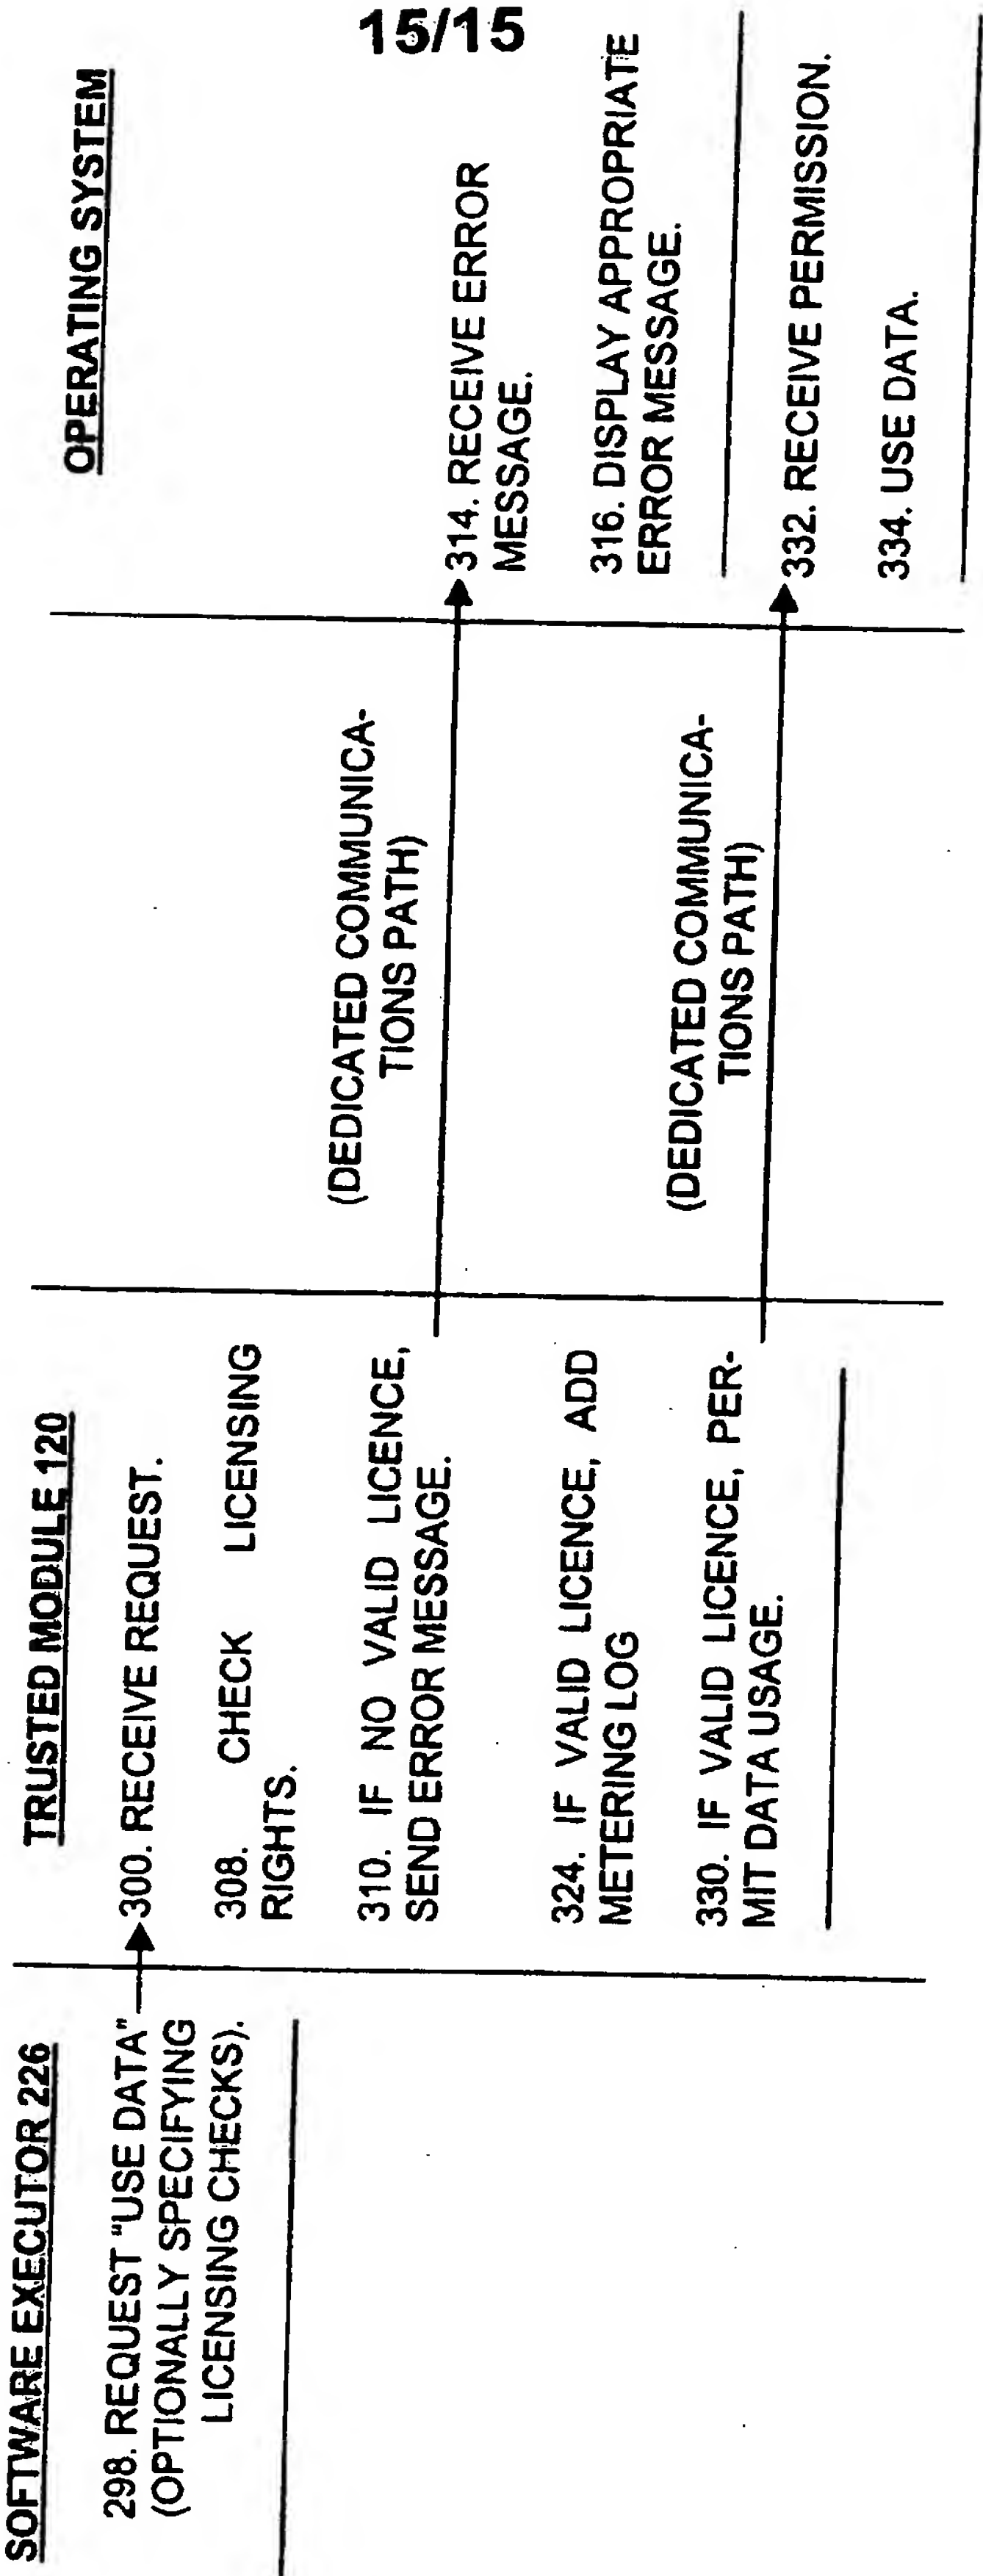 15/15
SOFTWARE EXECUTOR 226
298. REQUEST "USE DATA"
(OPTIONALLY SPECIFYING
LICENSING CHECKS).
TRUSTED MODULE 120
300. RECEIVE REQUEST.
308. CHECK LICENSING
RIGHTS.
310. IF NO VALID LICENCE,
SEND ERROR MESSAGE.
324. IF VALID LICENCE, ADD
METERING LOG
330. IF VALID LICENCE, PER-
MIT DATA USAGE.
(DEDICATED COMMUNICA-
TIONS PATH)
(DEDICATED COMMUNICA-
TIONS PATH)
OPERATING SYSTEM
314. RECEIVE ERROR
MESSAGE.
316. DISPLAY APPROPRIATE
ERROR MESSAGE.
332. RECEIVE PERMISSION.
334. USE DATA.